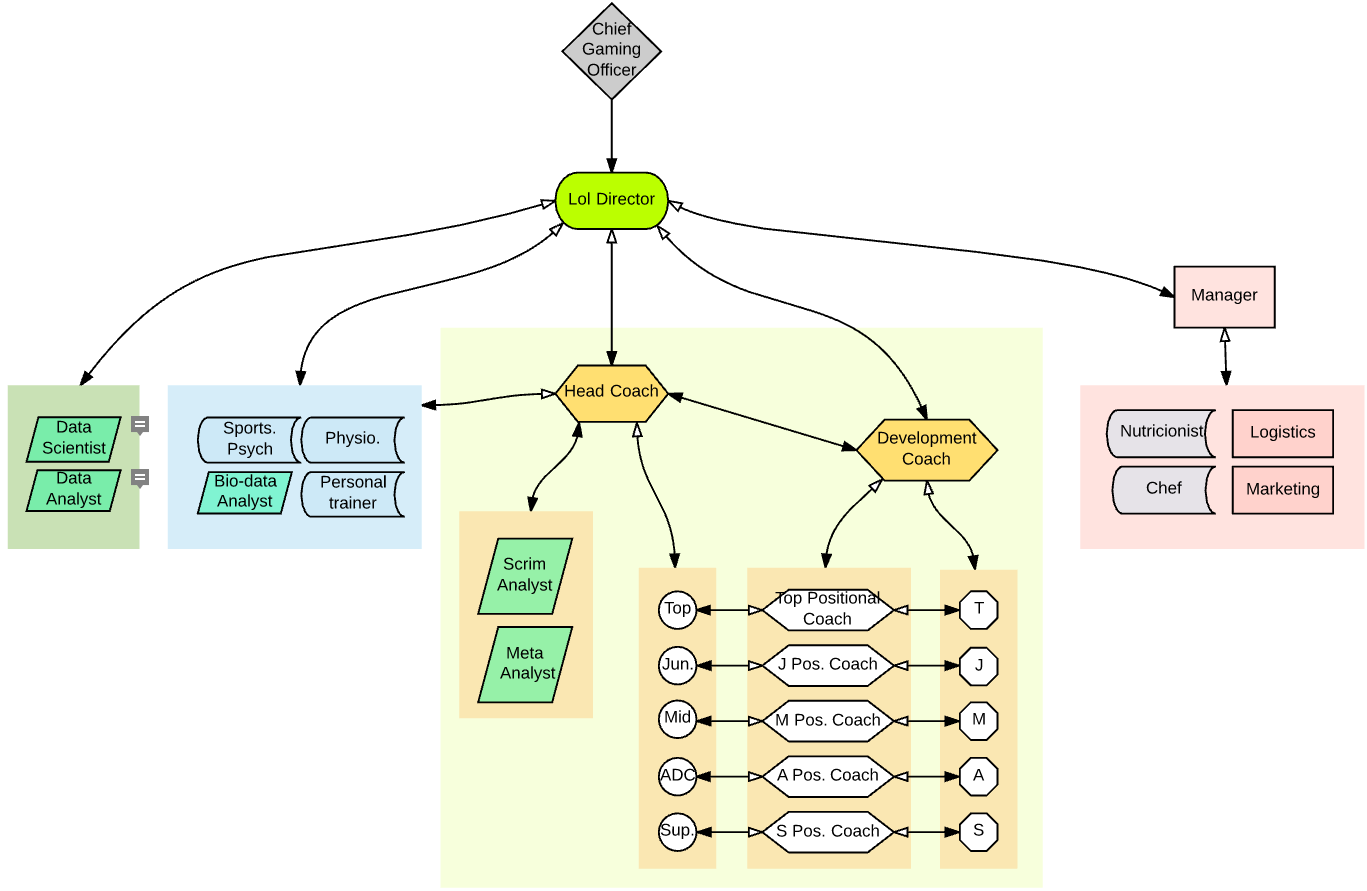 Chief
Gaming
Officer
Lol Director
Manager
Head Coach
Development
Coach
Data
Scientist
Data
Analyst
Sports.
Psych
Physio.
Bio-data
Analyst
Personal
trainer
Nutricionist
Logistics
Chef
Marketing
Scrim
Analyst
Meta
Analyst
Top
Top Positional
Coach
T
Jun.
J Pos. Coach
J
Mid
M Pos. Coach
M
ADC
A Pos. Coach
A
Sup.
S Pos. Coach
S